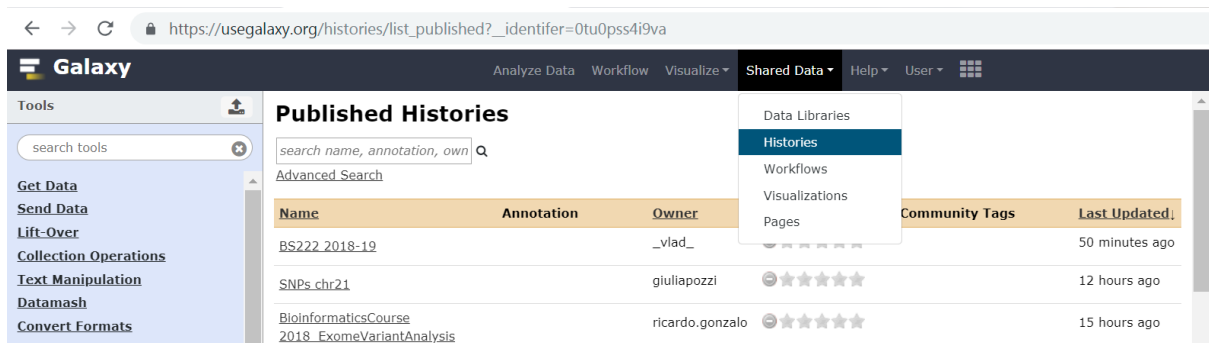 https://usegalaxy.org/histories/list_published?__identifer=0tu0pss4i9va
Galaxy
Analyze Data Workflow Visualize Shared Data Help User
Tools
search tools
Get Data
Send Data
Lift-Over
Collection Operations
Text Manipulation
Datamash
Convert Formats
Published Histories
search name, annotation, own
Advanced Search
Data Libraries
Histories
Workflows
Visualizations
Pages
Name Annotation Owner Community Tags Last Updated↓
BS222 2018-19 _vlad_ 50 minutes ago
SNPs chr21 giuliapozzi 12 hours ago
BioinformaticsCourse
2018_ExomeVariantAnalysis ricardo.gonzalo 15 hours ago